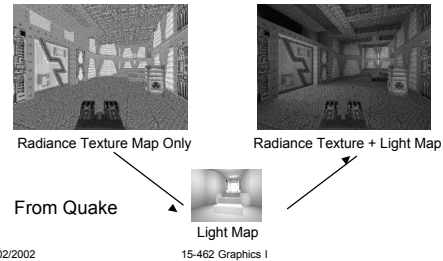 Radiance Texture Map Only
Radiance Texture + Light Map
From Quake
Light Map
02/2002
15-462 Graphics I